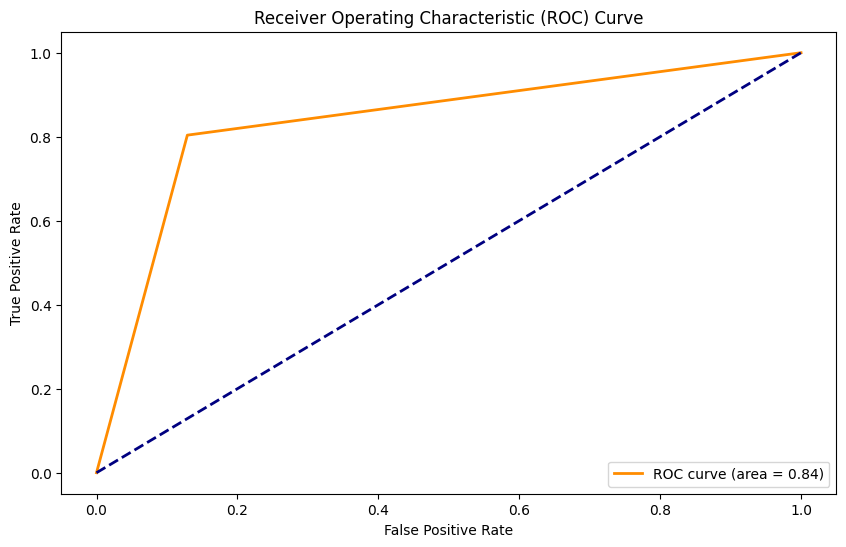 Receiver Operating Characteristic (ROC) Curve
True Positive Rate
1.0
0.8
0.6
0.4
0.2
0.0
0.0 0.2 0.4 0.6 0.8 1.0
False Positive Rate
ROC curve (area = 0.84)